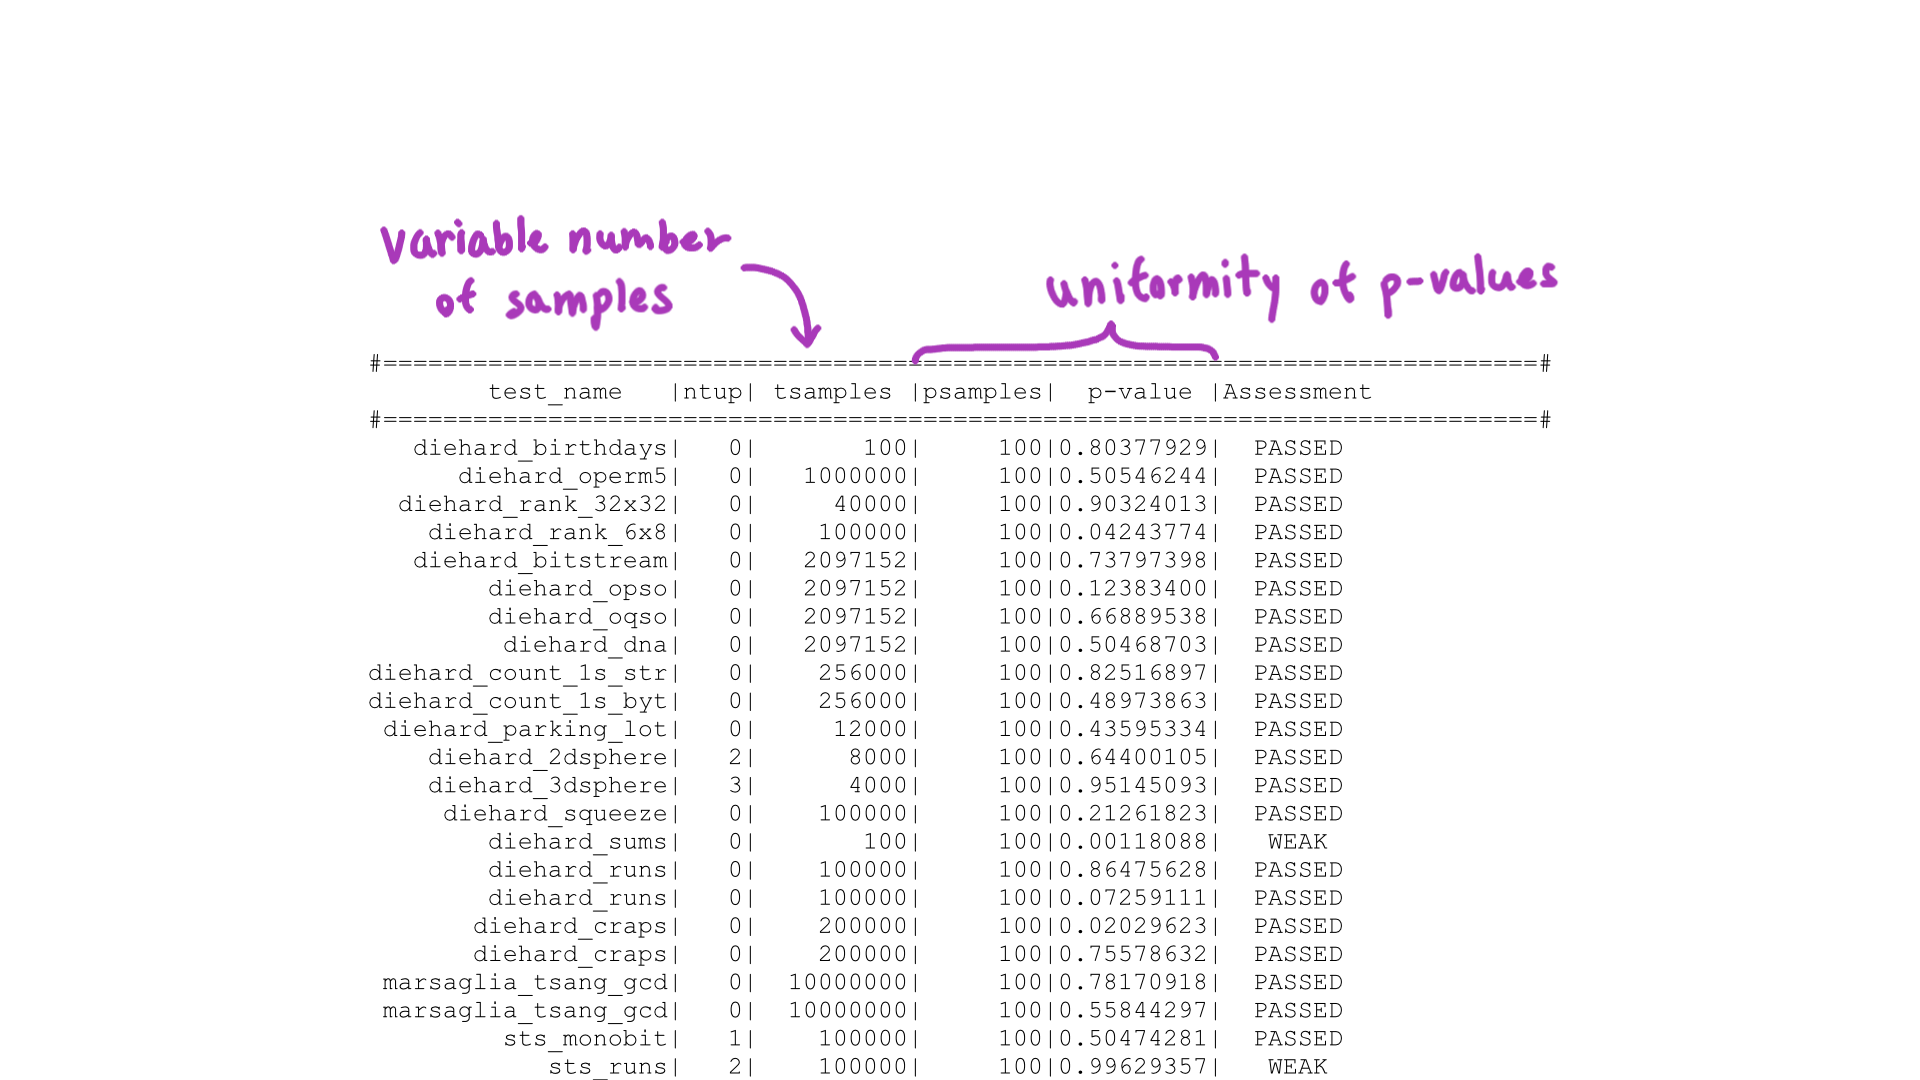 variable number
of samples
uniformity of p-values
#=============================================================================#
test_name |ntup| tsamples |psamples| p-value |Assessment
#=============================================================================#
diehard_birthdays| 0| 100| 100|0.80377929| PASSED
diehard_operm5| 0| 1000000| 100|0.50546244| PASSED
diehard_rank_32x32| 0| 40000| 100|0.90324013| PASSED
diehard_rank_6x8| 0| 100000| 100|0.04243774| PASSED
diehard_bitstream| 0| 2097152| 100|0.73797398| PASSED
diehard_opso| 0| 2097152| 100|0.12383400| PASSED
diehard_oqso| 0| 2097152| 100|0.66889538| PASSED
diehard_dna| 0| 2097152| 100|0.50468703| PASSED
diehard_count_1s_str| 0| 256000| 100|0.82516897| PASSED
diehard_count_1s_byt| 0| 256000| 100|0.48973863| PASSED
diehard_parking_lot| 0| 12000| 100|0.43595334| PASSED
diehard_2dsphere| 2| 8000| 100|0.64400105| PASSED
diehard_3dsphere| 3| 4000| 100|0.95145093| PASSED
diehard_squeeze| 0| 100000| 100|0.21261823| PASSED
diehard_sums| 0| 100| 100|0.00118088| WEAK
diehard_runs| 0| 100000| 100|0.86475628| PASSED
diehard_runs| 0| 100000| 100|0.07259111| PASSED
diehard_craps| 0| 200000| 100|0.02029623| PASSED
diehard_craps| 0| 200000| 100|0.75578632| PASSED
marsaglia_tsang_gcd| 0| 10000000| 100|0.78170918| PASSED
marsaglia_tsang_gcd| 0| 10000000| 100|0.55844297| PASSED
sts_monobit| 1| 100000| 100|0.50474281| PASSED
sts_runs| 2| 100000| 100|0.99629357| WEAK